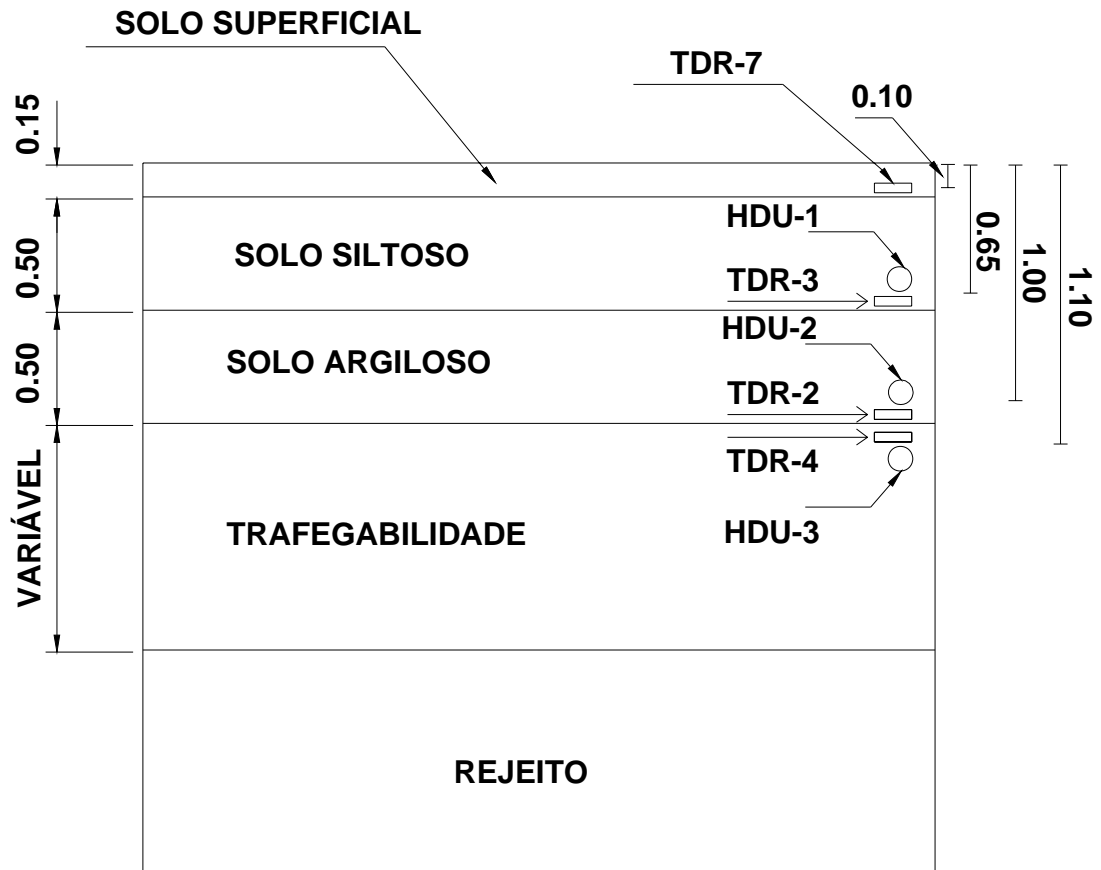 SOLO SUPERFICIAL
TDR-7
0.10
0.15
HDU-1
SOLO SILTOSO
0.50
TDR-3
0.65
1.00
1.10
HDU-2
SOLO ARGILOSO
0.50
TDR-2
TDR-4
VARIÁVEL
TRAFEGABILIDADE
HDU-3
REJEITO